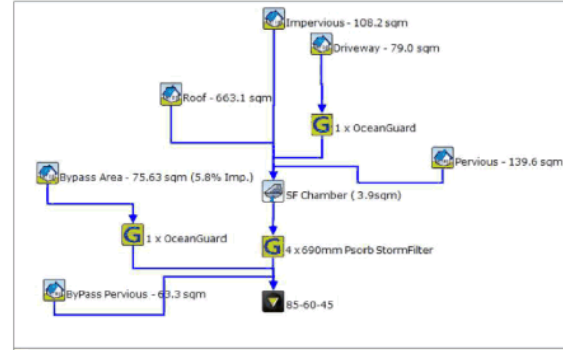 Impervious - 108.2 sqm
Driveway - 79.0 sqm
Roof - 663.1 sqm
G 1 x OceanGuard
Pervious - 139.6 sqm
Bypass Area - 75.63 sqm (5.8% Imp.)
SF Chamber ( 3.9sqm)
G 1 x OceanGuard
G 4 x 690mm Psorb StormFilter
ByPass Pervious - 63.3 sqm
85-60-45